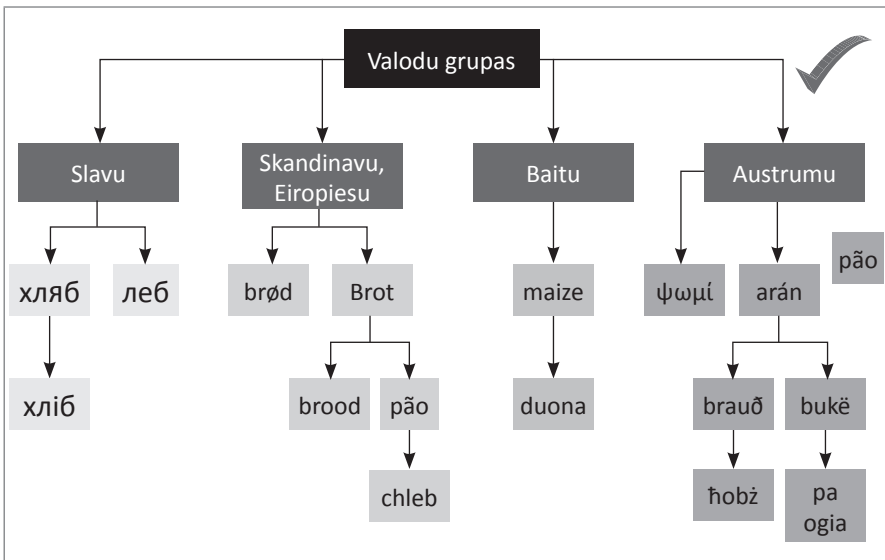 Valodu grupas
Slavu
Skandinavu,
Eiropiesu
Baitu
Austrumu
хляб
леб
brød
Brot
maize
ψωμί
arán
pão
хліб
brood
pão
duona
brauð
bukë
chleb
ħobż
pa
ogia